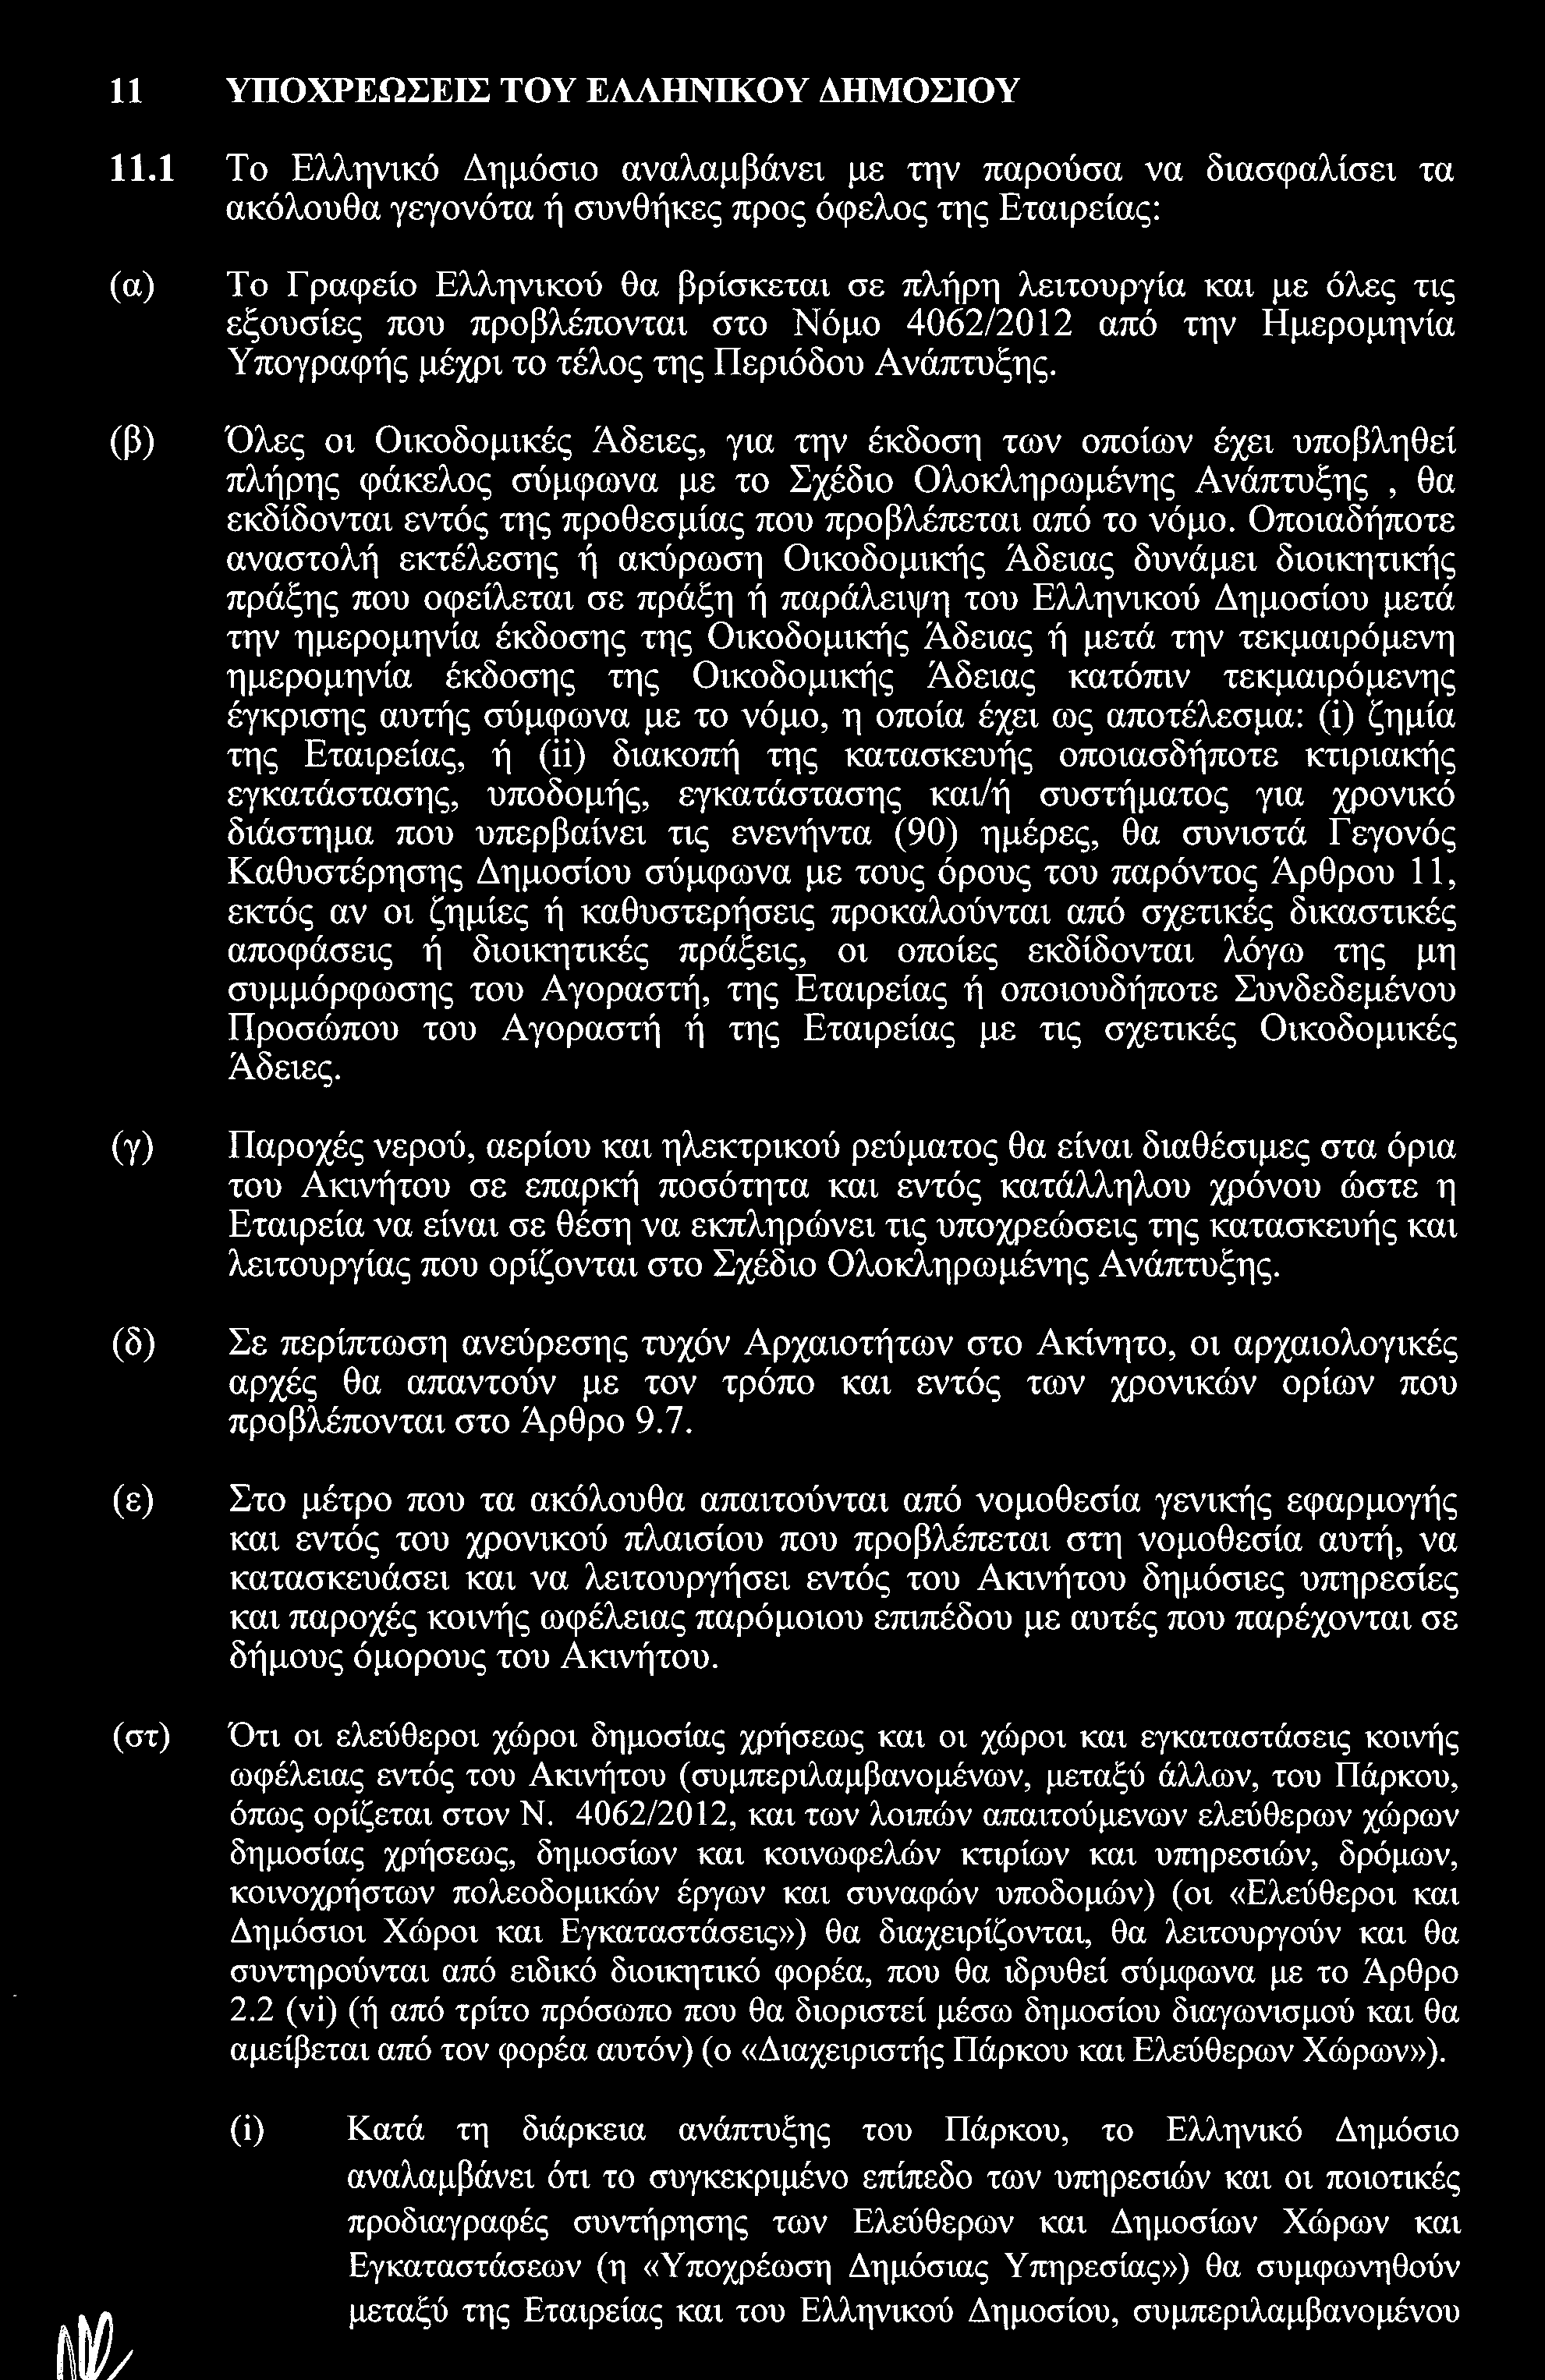 11 ΥΠΟΧΡΕΩΣΕΙΣ ΤΟΥ ΕΛΛΗΝΙΚΟΥ ΔΗΜΟΣΙΟΥ
11.1 Το Ελληνικό Δημόσιο αναλαμβάνει με την παρούσα να διασφαλίσει τα
ακόλουθα γεγονότα ή συνθήκες προς όφελος της Εταιρείας:
(α) Το Γραφείο Ελληνικού θα βρίσκεται σε πλήρη λειτουργία και με όλες τις
εξουσίες που προβλέπονται στο Νόμο 4062/2012 από την Ημερομηνία
Υπογραφής μέχρι το τέλος της Περιόδου Ανάπτυξης.
(β) Όλες οι Οικοδομικές Άδειες, για την έκδοση των οποίων έχει υποβληθεί
πλήρης φάκελος σύμφωνα με το Σχέδιο Ολοκληρωμένης Ανάπτυξης , θα
εκδίδονται εντός της προθεσμίας που προβλέπεται από το νόμο. Οποιαδήποτε
αναστολή εκτέλεσης ή ακύρωση Οικοδομικής Άδειας δυνάμει διοικητικής
πράξης που οφείλεται σε πράξη ή παράλειψη του Ελληνικού Δημοσίου μετά
την ημερομηνία έκδοσης της Οικοδομικής Άδειας ή μετά την τεκμαιρόμενη
ημερομηνία έκδοσης της Οικοδομικής Άδειας κατόπιν τεκμαιρόμενης
έγκρισης αυτής σύμφωνα με το νόμο, η οποία έχει ως αποτέλεσμα: (i) ζημία
της Εταιρείας, ή (ii) διακοπή της κατασκευής οποιασδήποτε κτιριακής
εγκατάστασης, υποδομής, εγκατάστασης και/ή συστήματος για χρονικό
διάστημα που υπερβαίνει τις ενενήντα (90) ημέρες, θα συνιστά Γεγονός
Καθυστέρησης Δημοσίου σύμφωνα με τους όρους του παρόντος Άρθρου 11,
εκτός αν οι ζημίες ή καθυστερήσεις προκαλούνται από σχετικές δικαστικές
αποφάσεις ή διοικητικές πράξεις, οι οποίες εκδίδονται λόγω της μη
συμμόρφωσης του Αγοραστή, της Εταιρείας ή οποιουδήποτε Συνδεδεμένου
Προσώπου του Αγοραστή ή της Εταιρείας με τις σχετικές Οικοδομικές
Άδειες.
(γ) Παροχές νερού, αερίου και ηλεκτρικού ρεύματος θα είναι διαθέσιμες στα όρια
του Ακινήτου σε επαρκή ποσότητα και εντός κατάλληλου χρόνου ώστε η
Εταιρεία να είναι σε θέση να εκπληρώνει τις υποχρεώσεις της κατασκευής και
λειτουργίας που ορίζονται στο Σχέδιο Ολοκληρωμένης Ανάπτυξης.
(δ) Σε περίπτωση ανεύρεσης τυχόν Αρχαιοτήτων στο Ακίνητο, οι αρχαιολογικές
αρχές θα απαντούν με τον τρόπο και εντός των χρονικών ορίων που
προβλέπονται στο Άρθρο 9.7.
(ε) Στο μέτρο που τα ακόλουθα απαιτούνται από νομοθεσία γενικής εφαρμογής
και εντός του χρονικού πλαισίου που προβλέπεται στη νομοθεσία αυτή, να
κατασκευάσει και να λειτουργήσει εντός του Ακινήτου δημόσιες υπηρεσίες
και παροχές κοινής ωφέλειας παρόμοιου επιπέδου με αυτές που παρέχονται σε
δήμους όμορους του Ακινήτου.
(στ) Ότι οι ελεύθεροι χώροι δημοσίας χρήσεως και οι χώροι και εγκαταστάσεις κοινής
ωφέλειας εντός του Ακινήτου (συμπεριλαμβανομένων, μεταξύ άλλων, του Πάρκου,
όπως ορίζεται στον Ν. 4062/2012, και των λοιπών απαιτούμενων ελεύθερων χώρων
δημοσίας χρήσεως, δημοσίων και κοινωφελών κτιρίων και υπηρεσιών, δρόμων,
κοινοχρήστων πολεοδομικών έργων και συναφών υποδομών) (οι «Ελεύθεροι και
Δημόσιοι Χώροι και Εγκαταστάσεις») θα διαχειρίζονται, θα λειτουργούν και θα
συντηρούνται από ειδικό διοικητικό φορέα, που θα ιδρυθεί σύμφωνα με το Άρθρο
2.2 (vi) (ή από τρίτο πρόσωπο που θα διοριστεί μέσω δημοσίου διαγωνισμού και θα
αμείβεται από τον φορέα αυτόν) (ο «Διαχειριστής Πάρκου και Ελεύθερων Χώρων»).
(i) Κατά τη διάρκεια ανάπτυξης του Πάρκου, το Ελληνικό Δημόσιο
αναλαμβάνει ότι το συγκεκριμένο επίπεδο των υπηρεσιών και οι ποιοτικές
προδιαγραφές συντήρησης των Ελεύθερων και Δημοσίων Χώρων και
Εγκαταστάσεων (η «Υποχρέωση Δημόσιας Υπηρεσίας») θα συμφωνηθούν
μεταξύ της Εταιρείας και του Ελληνικού Δημοσίου, συμπεριλαμβανομένου